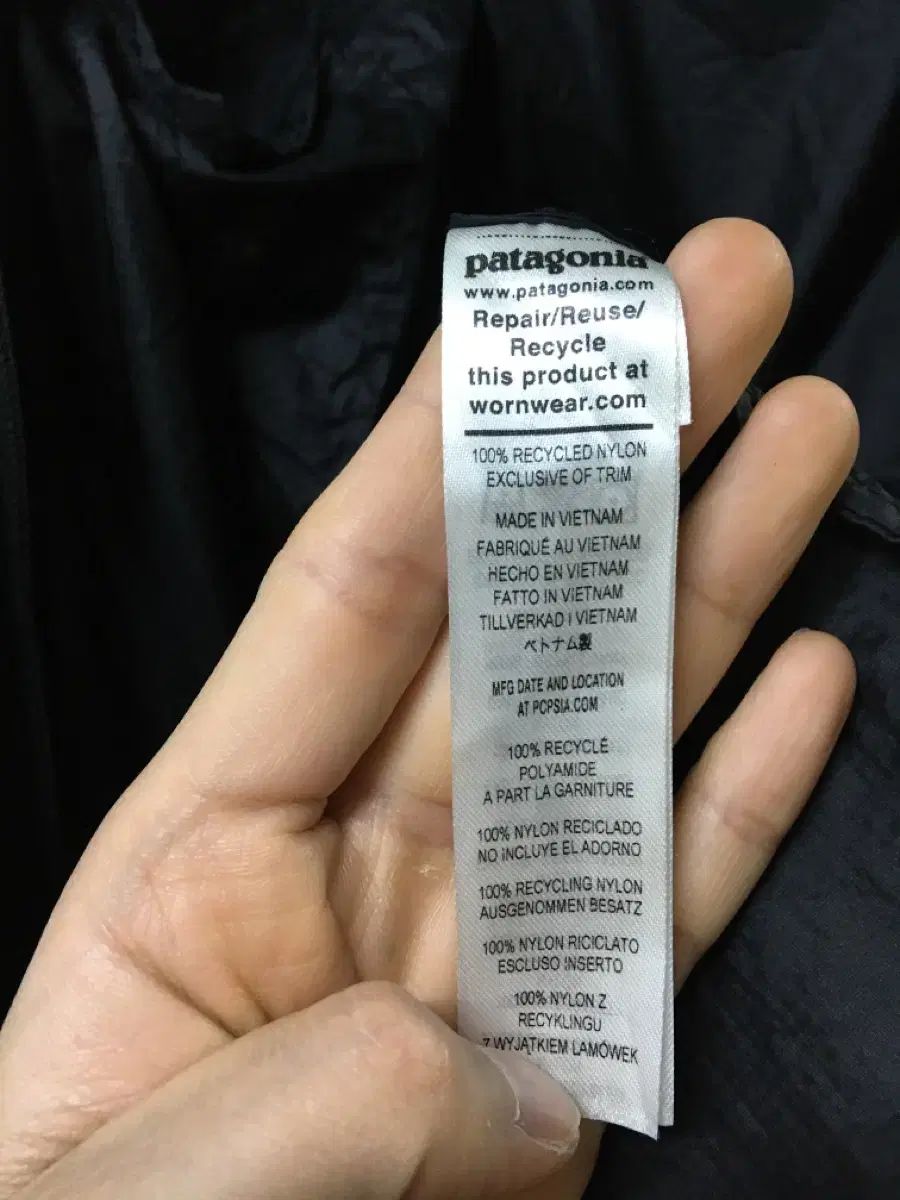 patagonia
www.patagonia.com
Repair/Reuse/
Recycle
this product at
wornwear.com
100% RECYCLED NYLON
EXCLUSIVE OF TRIM
MADE IN VIETNAM
FABRIQUÉ AU VIETNAM
HECHO EN VIETNAM
FATTO IN VIETNAM
TILLVERKAD I VIETNAM
ベトナム製
MFG DATE AND LOCATION
AT PCPSIA.COM
100% RECYCLÉ
POLYAMIDE
A PART LA GARNITURE
100% NYLON RECICLADO
NO INCLUYE EL ADORNO
100% RECYCLING NYLON
AUSGENOMMEN BESATZ
100% NYLON RICICLATO
ESCLUSO INSERTO
100% NYLON Z
RECYKLINGU
Z WYJĄTKIEM LAMÓWEK